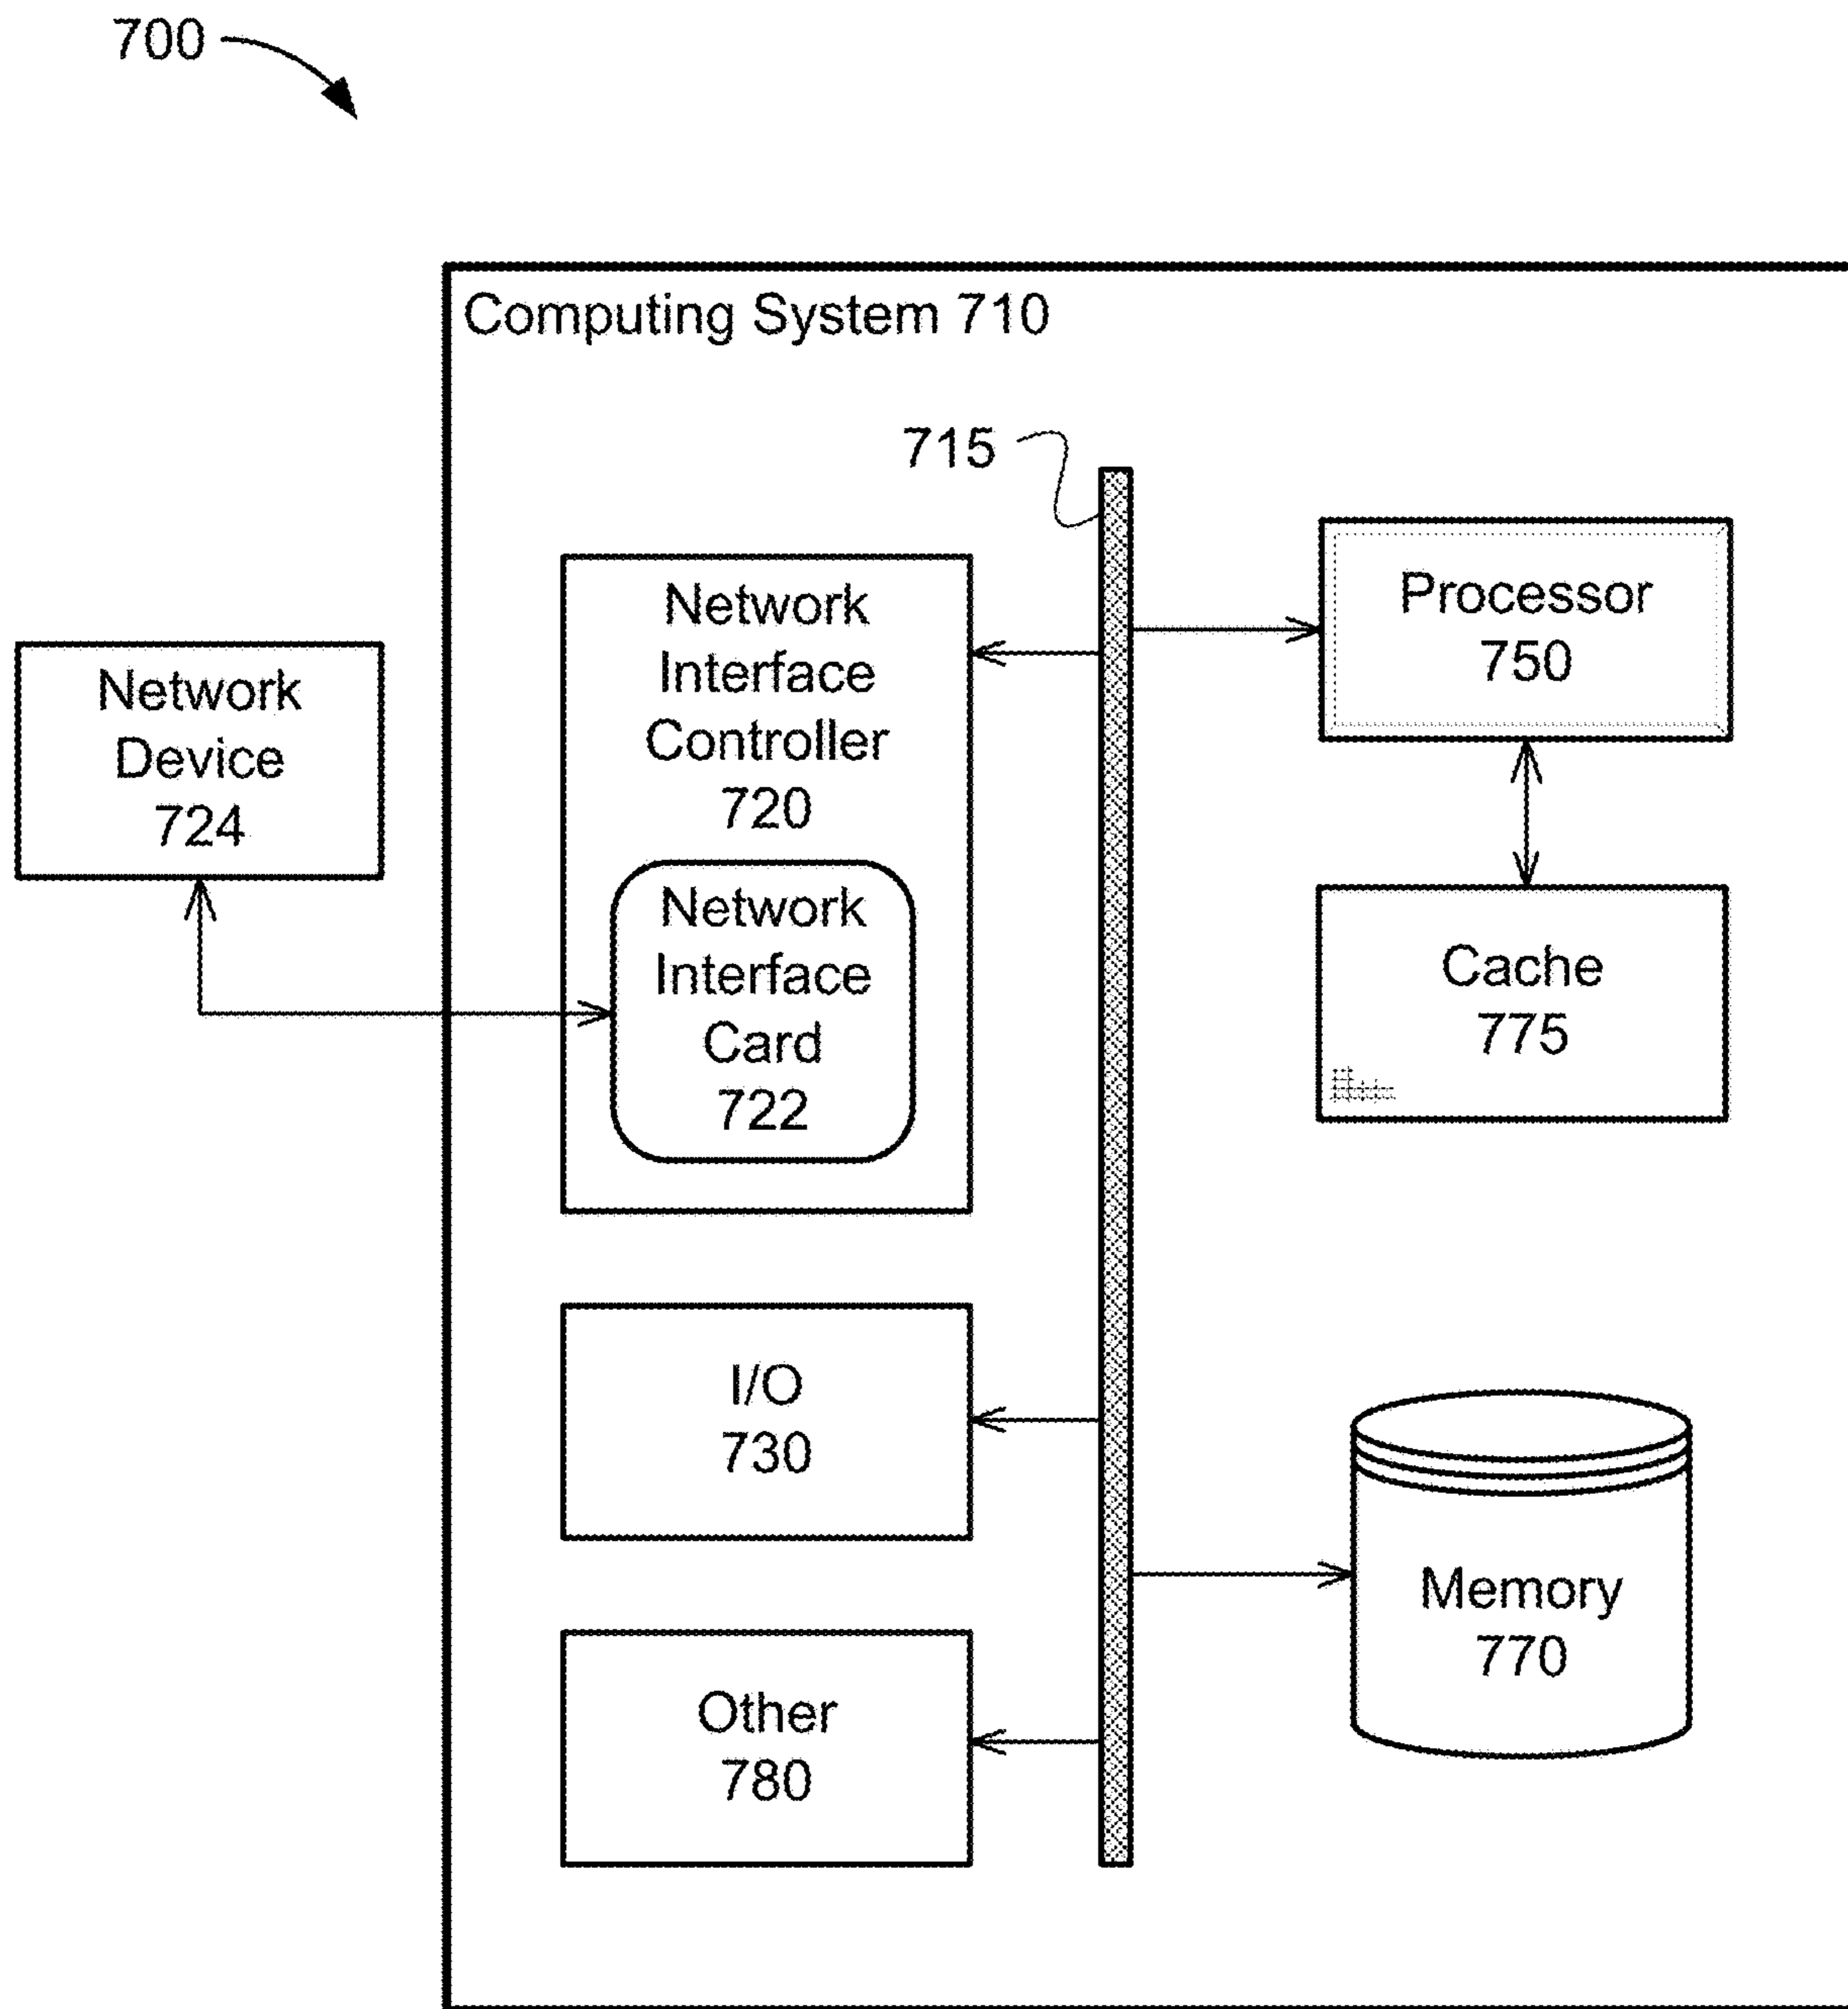 700
Computing System 710
715
Network
Interface
Controller
720
Processor
750
Network
Device
724
Network
Interface
Card
722
Cache
775
I/O
730
Memory
770
Other
780